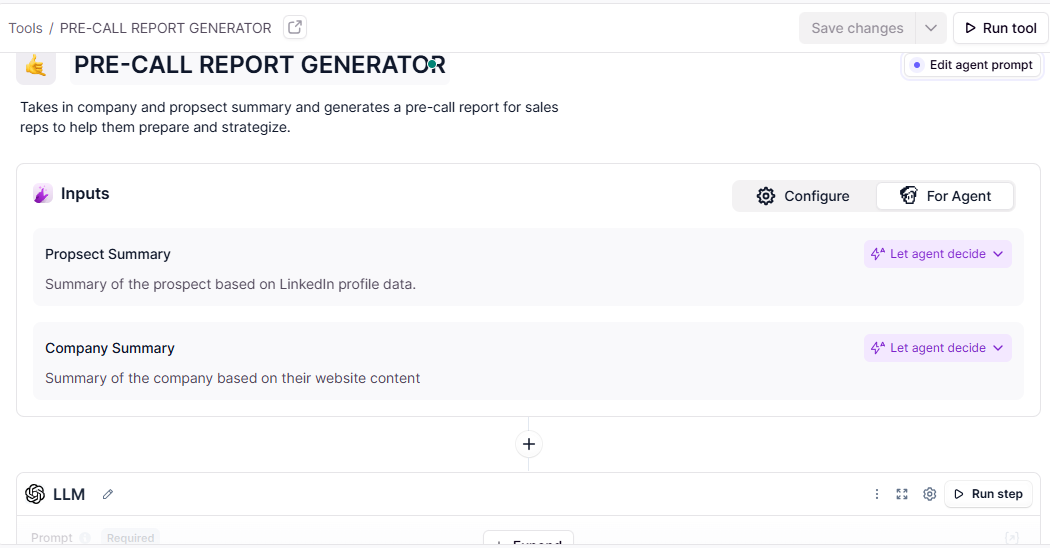 Tools / PRE-CALL REPORT GENERATOR
Save changes
Run tool
PRE-CALL REPORT GENERATOR
Edit agent prompt
Takes in company and propsect summary and generates a pre-call report for sales
reps to help them prepare and strategize.
Inputs
Configure
For Agent
Propsect Summary
Let agent decide
Summary of the prospect based on LinkedIn profile data.
Company Summary
Let agent decide
Summary of the company based on their website content
LLM
Run step
Prompt
Required
Expand